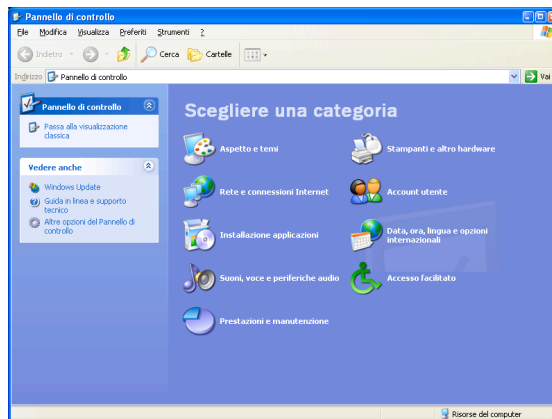 Pannello di controllo
File Modifica Visualizza Preferiti Strumenti ?
Indietro Cerca Cartelle
Indirizzo Pannello di controllo Vai
Pannello di controllo
Passa alla visualizzazione
classica
Vedere anche
Windows Update
Guida in linea e supporto
tecnico
Altre opzioni del Pannello di
controllo
Scegliere una categoria
Aspetto e temi
Stampanti e altro hardware
Rete e connessioni Internet
Account utente
Installazione applicazioni
Data, ora, lingua e opzioni
internazionali
Suoni, voce e periferiche audio
Accesso facilitato
Prestazioni e manutenzione
Risorse del computer